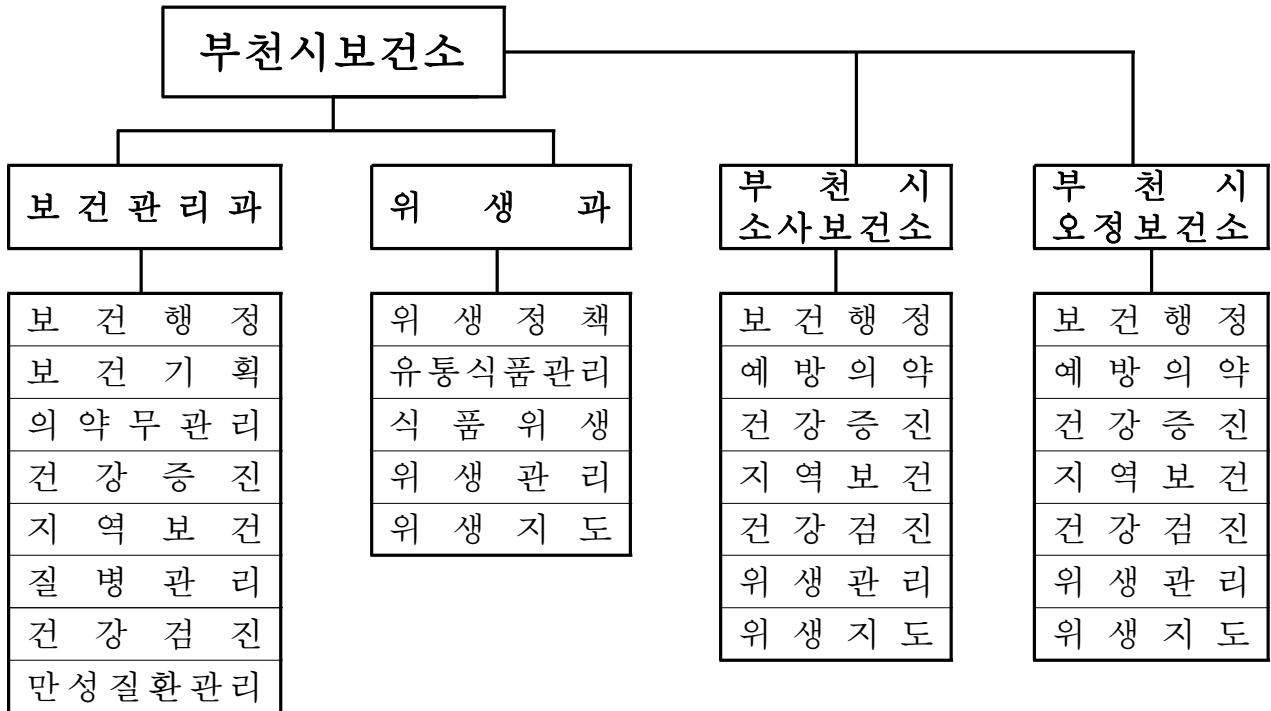 부천시보건소
보건관리과
위생과
부천시
소사보건소
부천시
오정보건소
보건행정
보건기획
의약무관리
건강증진
지역보건
질병관리
건강검진
만성질환관리
위생정책
유통식품관리
식품위생
위생관리
위생지도
보건행정
예방의약
건강증진
지역보건
건강검진
위생관리
위생지도
보건행정
예방의약
건강증진
지역보건
건강검진
위생관리
위생지도